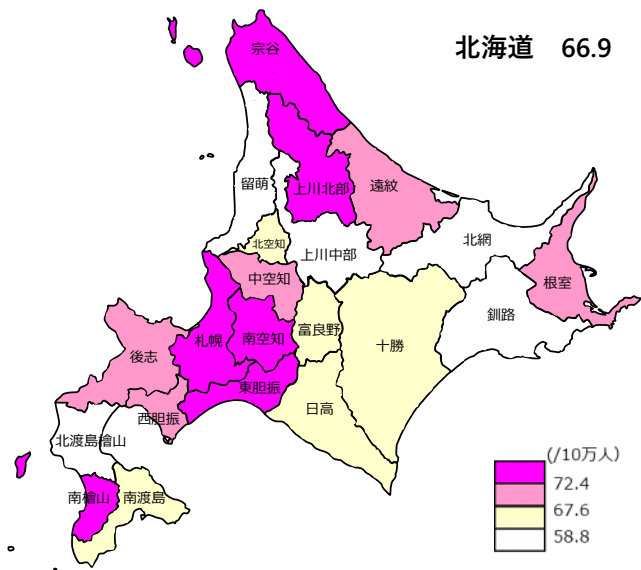 北海道 66.9
宗谷
上川北部
遠紋
留萌
北空知
上川中部
北網
中空知
根室
札幌
南空知
富良野
十勝
釧路
後志
東胆振
西胆振
日高
北渡島檜山
南檜山
南渡島
(/10万人)
72.4
67.6
58.8